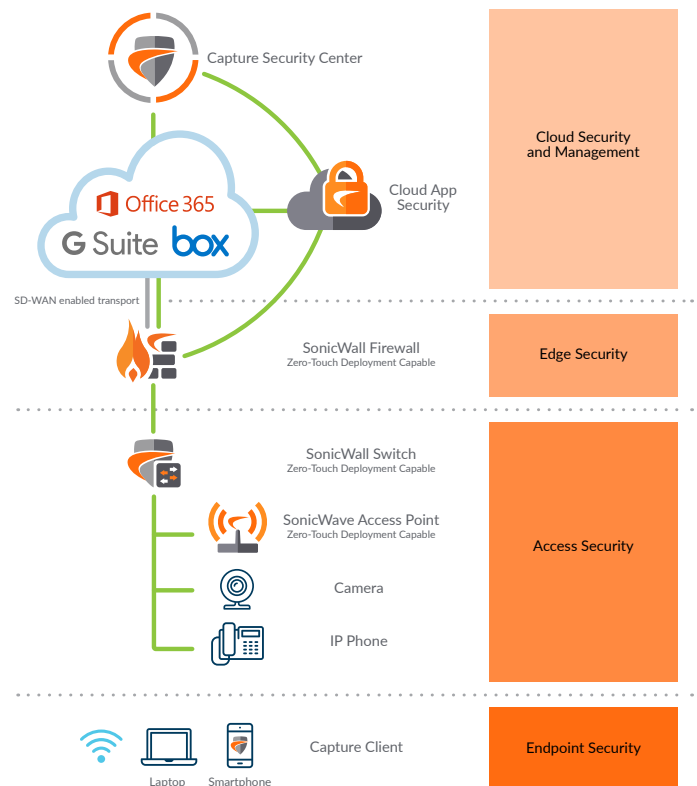 Capture Security Center
Cloud Security
and Management
Office 365
G Suite box
Cloud App
Security
SD-WAN enabled transport
SonicWall Firewall
Zero-Touch Deployment Capable
Edge Security
SonicWall Switch
Zero-Touch Deployment Capable
SonicWave Access Point
Zero-Touch Deployment Capable
Access Security
Camera
IP Phone
Capture Client
Endpoint Security
Laptop
Smartphone